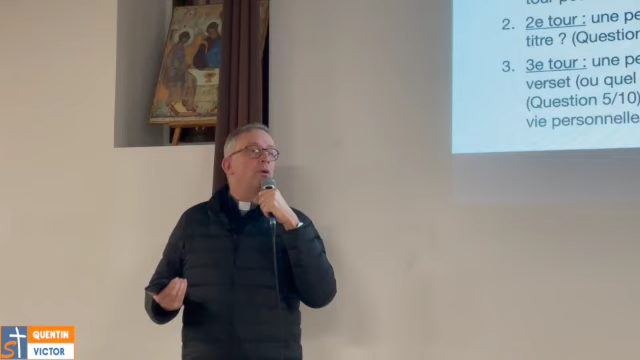 2. 2e tour : une pe
titre ? (Question
3. 3e tour : une pe
verset (ou quel
(Question 5/10)
vie personnelle
QUENTIN
VICTOR